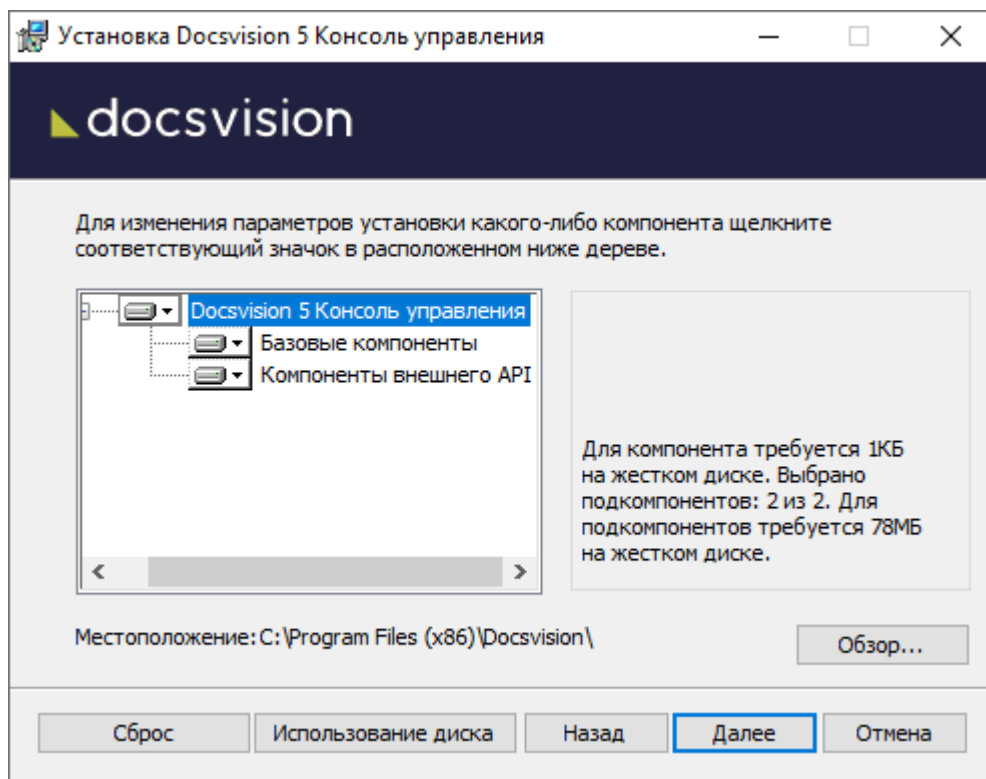 Установка Docsvision 5 Консоль управления
docsvision
Для изменения параметров установки какого-либо компонента щелкните
соответствующий значок в расположенном ниже дереве.
Docsvision 5 Консоль управления
Базовые компоненты
Компоненты внешнего API
Для компонента требуется 1КБ
на жестком диске. Выбрано
подкомпонентов: 2 из 2. Для
подкомпонентов требуется 78МБ
на жестком диске.
Местоположение: C:\Program Files (x86)\Docsvision\
Обзор...
Сброс Использование диска Назад Далее Отмена